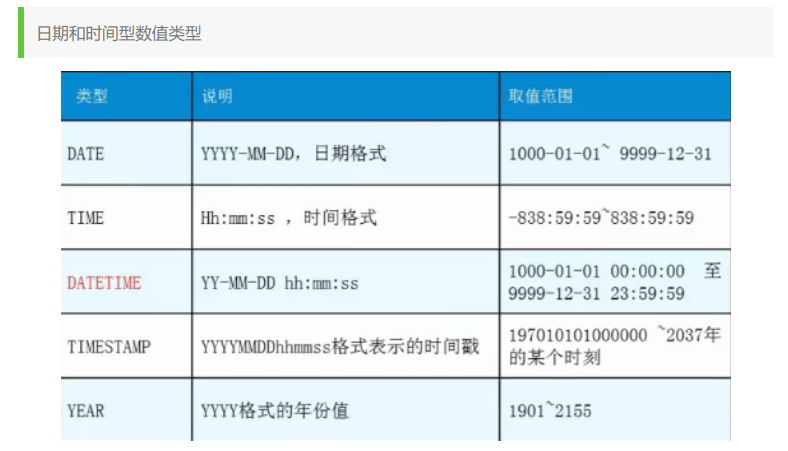 日期和时间型数值类型
类型 说明 取值范围
DATE YYYY-MM-DD，日期格式 1000-01-01~ 9999-12-31
TIME Hh:mm:ss ，时间格式 -838:59:59~838:59:59
DATETIME YY-MM-DD hh:mm:ss 1000-01-01 00:00:00 至
9999-12-31 23:59:59
TIMESTAMP YYYYMMDDhhmmss格式表示的时间戳 197010101000000 ~2037年
的某个时刻
YEAR YYYY格式的年份值 1901~2155